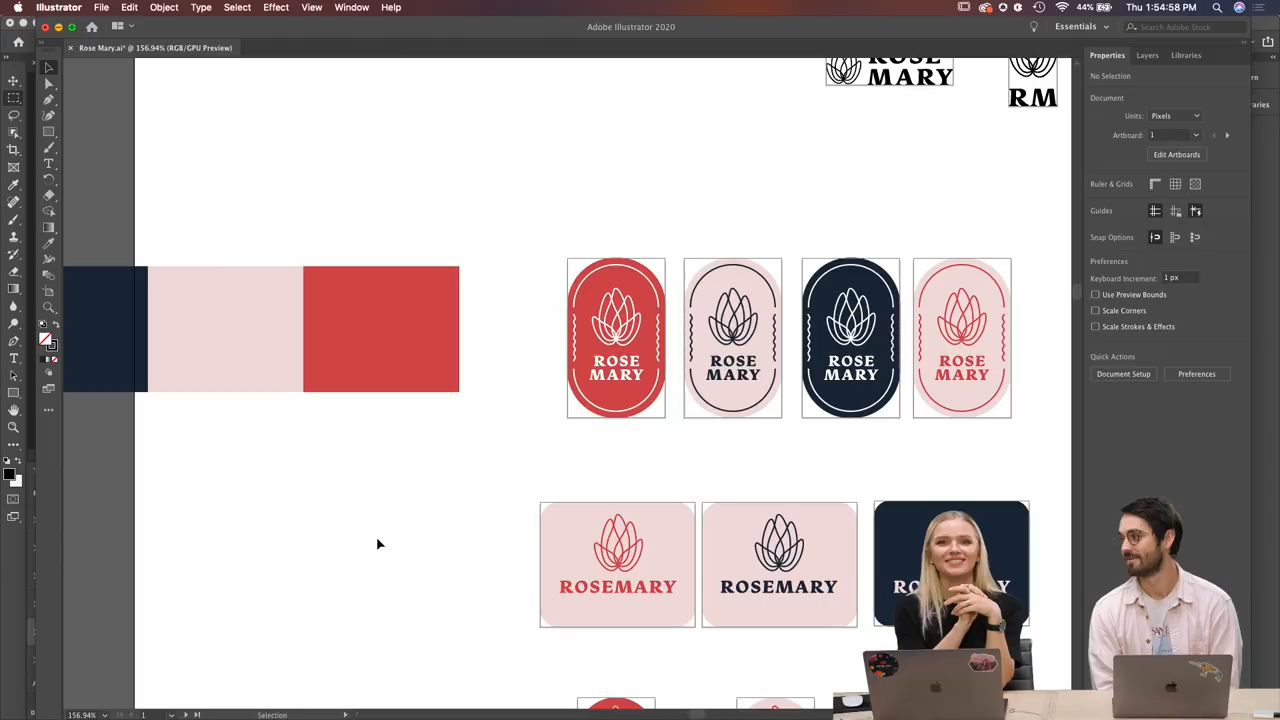 Illustrator File Edit Object Type Select Effect View Window Help
44% Thu 1:54:58 PM
Adobe Illustrator 2020
Essentials
Search Adobe Stock
× Rose Mary.ai* @ 156.94% (RGB/GPU Preview)
Properties Layers Libraries
No Selection
Document
Units: Pixels
Artboard: 1
Edit Artboards
Ruler & Grids
Guides
Snap Options
Preferences
Keyboard Increment: 1 px
Use Preview Bounds
Scale Corners
Scale Strokes & Effects
Quick Actions
Document Setup Preferences
ROSE
MARY
RM
ROSE
MARY
ROSE
MARY
ROSE
MARY
ROSE
MARY
ROSEMARY
ROSEMARY
156.94% 1 Selection